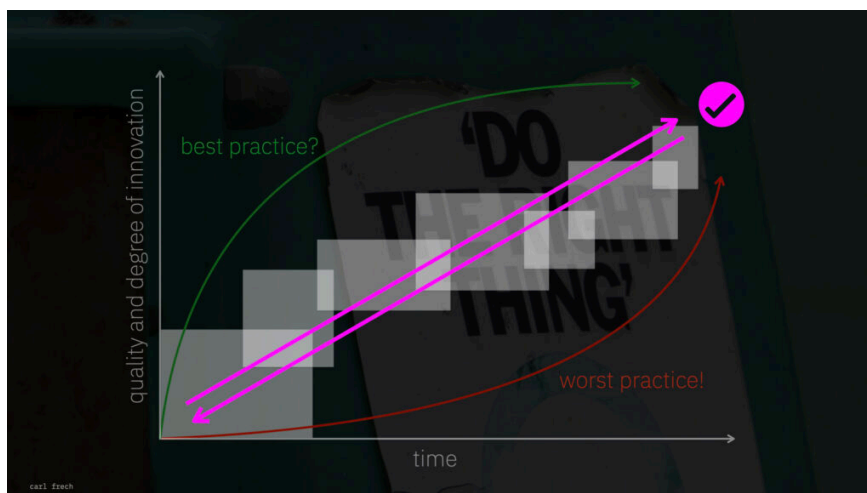 quality and degree of innovation
best practice?
'DO
THE RIGHT
THING'
worst practice!
time
carl frech